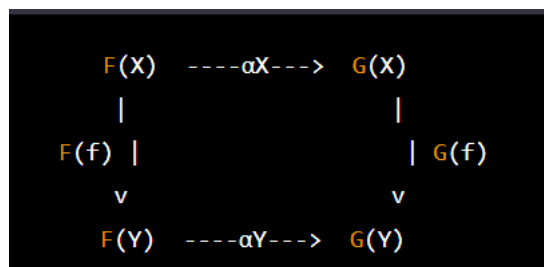 F(X) ----αX---> G(X)
| |
F(f) | | G(f)
v v
F(Y) ----αY---> G(Y)